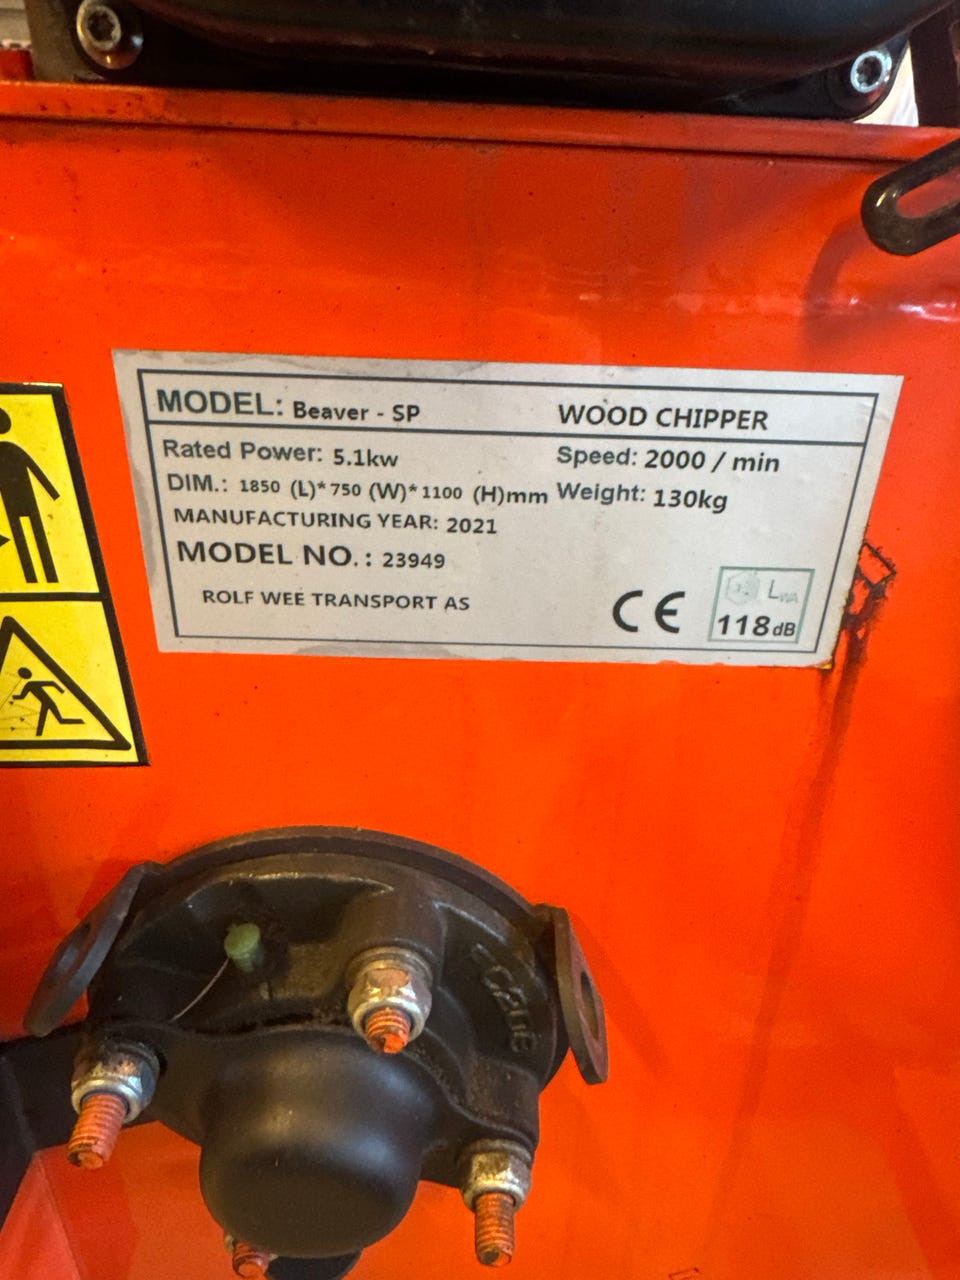 MODEL: Beaver - SP WOOD CHIPPER
Rated Power: 5.1kw Speed: 2000 / min
DIM.: 1850 (L)*750 (W)*1100 (H)mm Weight: 130kg
MANUFACTURING YEAR: 2021
MODEL NO.: 23949
ROLF WEE TRANSPORT AS
CE LWA
118dB